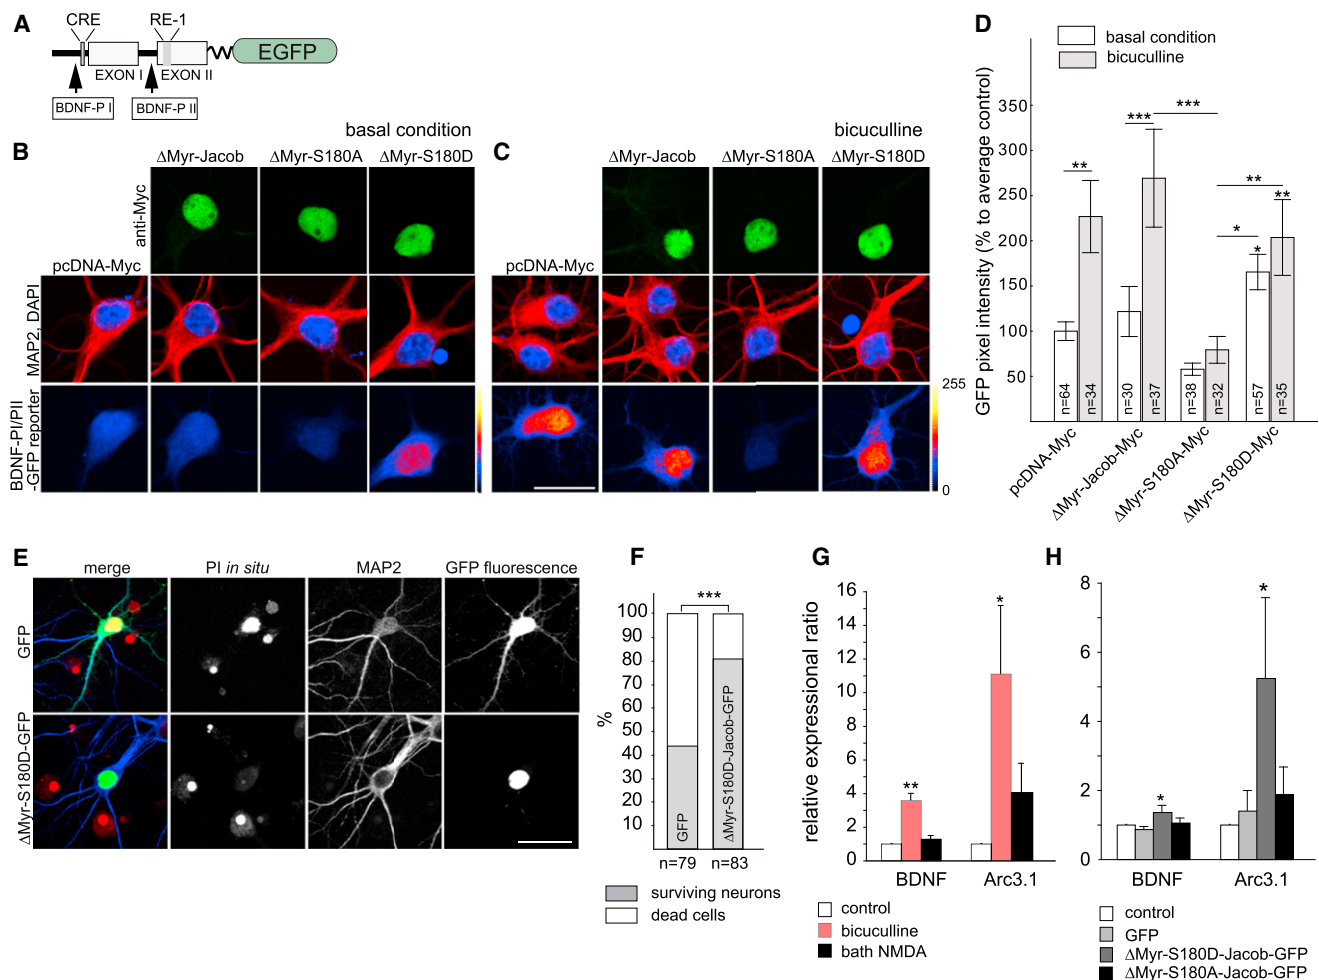 A
CRE
RE-1
EXON I
EXON II
EGFP
BDNF-P I
BDNF-P II
B
basal condition
ΔMyr-Jacob
ΔMyr-S180A
ΔMyr-S180D
anti-Myc
pcDNA-Myc
MAP2, DAPI
BDNF-PI/PII
-GFP reporter
C
bicuculline
ΔMyr-Jacob
ΔMyr-S180A
ΔMyr-S180D
pcDNA-Myc
255
0
D
basal condition
bicuculline
GFP pixel intensity (% to average control)
350
300
250
200
150
100
50
**
***
***
**
**
*
*
n=64
n=34
n=30
n=37
n=38
n=32
n=57
n=35
pcDNA-Myc
ΔMyr-Jacob-Myc
ΔMyr-S180A-Myc
ΔMyr-S180D-Myc
E
merge
PI in situ
MAP2
GFP fluorescence
GFP
ΔMyr-S180D-GFP
F
***
100
90
80
70
60
50
40
30
20
10
%
GFP
ΔMyr-S180D-Jacob-GFP
n=79
n=83
surviving neurons
dead cells
G
relative expressional ratio
16
14
12
10
8
6
4
2
0
**
*
BDNF
Arc3.1
control
bicuculline
bath NMDA
H
8
6
4
2
0
*
*
BDNF
Arc3.1
control
GFP
ΔMyr-S180D-Jacob-GFP
ΔMyr-S180A-Jacob-GFP